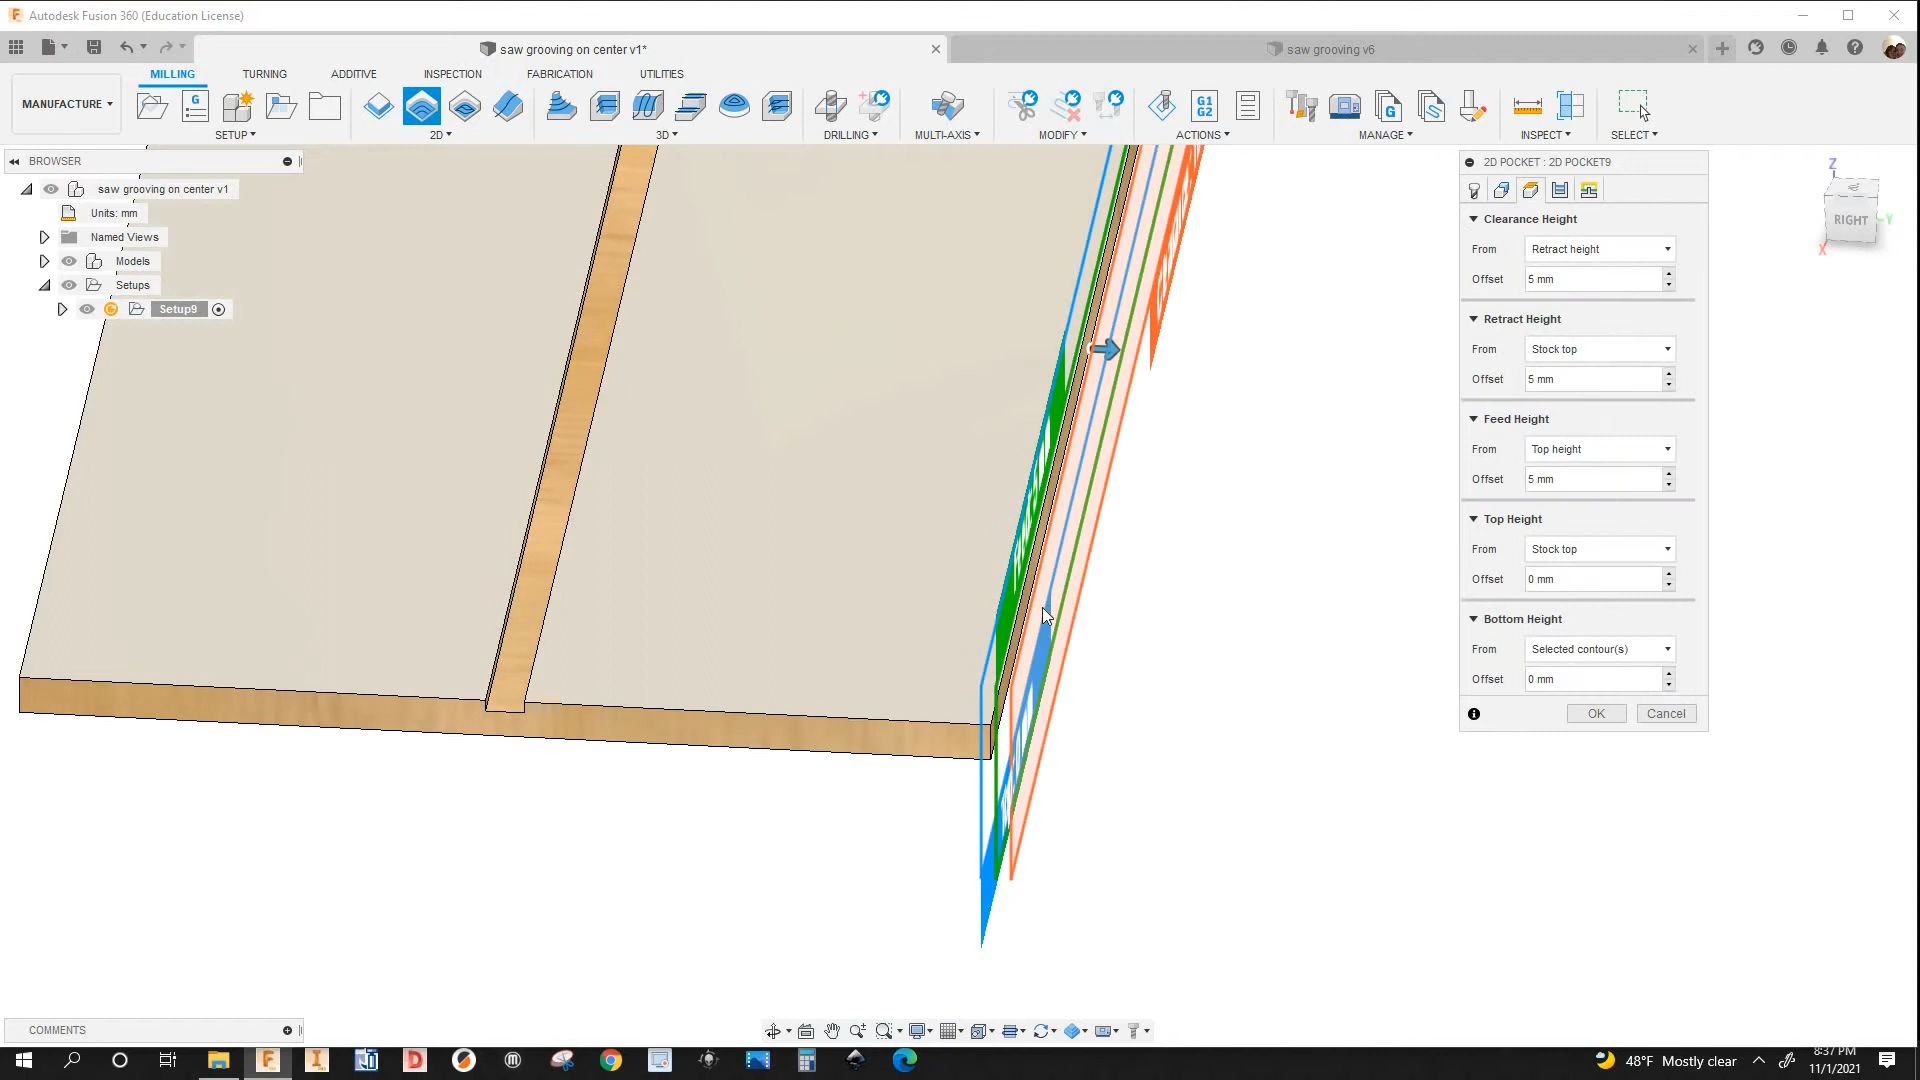 Autodesk Fusion 360 (Education License)
saw grooving on center v1*
saw grooving v6
MANUFACTURE
MILLING TURNING ADDITIVE INSPECTION FABRICATION UTILITIES
SETUP 2D 3D DRILLING MULTI-AXIS MODIFY ACTIONS MANAGE INSPECT SELECT
G
G1
G2
G
BROWSER
saw grooving on center v1
Units: mm
Named Views
Models
Setups
Setup9
2D POCKET : 2D POCKET9
Clearance Height
From Retract height
Offset 5 mm
Retract Height
From Stock top
Offset 5 mm
Feed Height
From Top height
Offset 5 mm
Top Height
From Stock top
Offset 0 mm
Bottom Height
From Selected contour(s)
Offset 0 mm
OK Cancel
Z
RIGHT
Y
X
COMMENTS
48°F Mostly clear
8:37 PM
11/1/2021